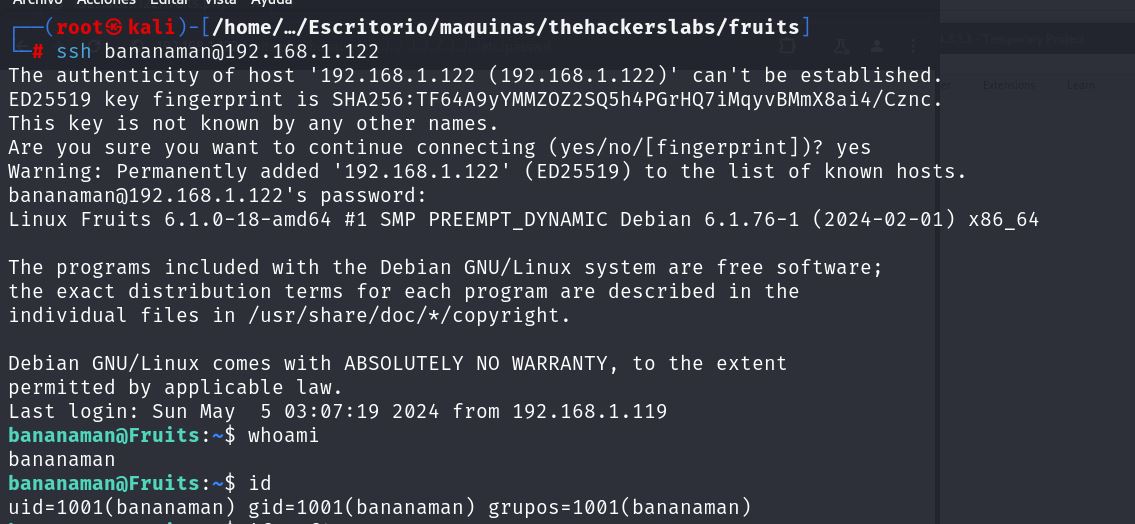 Archivo Acciones Editar Vista Ayuda
┌──(root㉿kali)-[/home/…/Escritorio/maquinas/thehackerslabs/fruits]
└─# ssh bananaman@192.168.1.122
The authenticity of host '192.168.1.122 (192.168.1.122)' can't be established.
ED25519 key fingerprint is SHA256:TF64A9yYMMZOZ2SQ5h4PGrHQ7iMqyvBMmX8ai4/Cznc.
This key is not known by any other names.
Are you sure you want to continue connecting (yes/no/[fingerprint])? yes
Warning: Permanently added '192.168.1.122' (ED25519) to the list of known hosts.
bananaman@192.168.1.122's password:
Linux Fruits 6.1.0-18-amd64 #1 SMP PREEMPT_DYNAMIC Debian 6.1.76-1 (2024-02-01) x86_64
The programs included with the Debian GNU/Linux system are free software;
the exact distribution terms for each program are described in the
individual files in /usr/share/doc/*/copyright.
Debian GNU/Linux comes with ABSOLUTELY NO WARRANTY, to the extent
permitted by applicable law.
Last login: Sun May  5 03:07:19 2024 from 192.168.1.119
bananaman@Fruits:~$ whoami
bananaman
bananaman@Fruits:~$ id
uid=1001(bananaman) gid=1001(bananaman) grupos=1001(bananaman)
Temporary Project
Extensions Learn